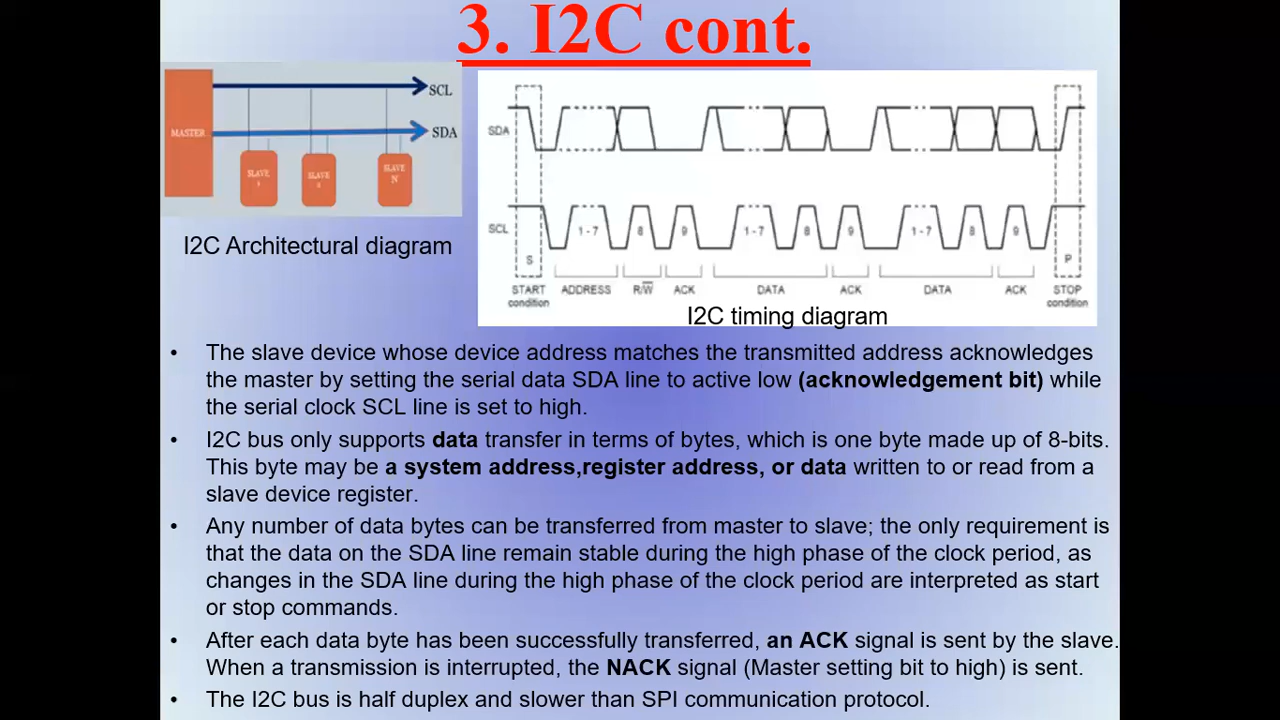 3. I2C cont.
SCL
MASTER
SDA
SLAVE
1
SLAVE
2
SLAVE
N
I2C Architectural diagram
SDA
SCL
1 - 7
8
9
1 - 7
8
9
1 - 7
8
9
S
P
START
condition
ADDRESS
R/W
ACK
DATA
ACK
DATA
ACK
STOP
condition
I2C timing diagram
• The slave device whose device address matches the transmitted address acknowledges
the master by setting the serial data SDA line to active low (acknowledgement bit) while
the serial clock SCL line is set to high.
• I2C bus only supports data transfer in terms of bytes, which is one byte made up of 8-bits.
This byte may be a system address,register address, or data written to or read from a
slave device register.
• Any number of data bytes can be transferred from master to slave; the only requirement is
that the data on the SDA line remain stable during the high phase of the clock period, as
changes in the SDA line during the high phase of the clock period are interpreted as start
or stop commands.
• After each data byte has been successfully transferred, an ACK signal is sent by the slave.
When a transmission is interrupted, the NACK signal (Master setting bit to high) is sent.
• The I2C bus is half duplex and slower than SPI communication protocol.